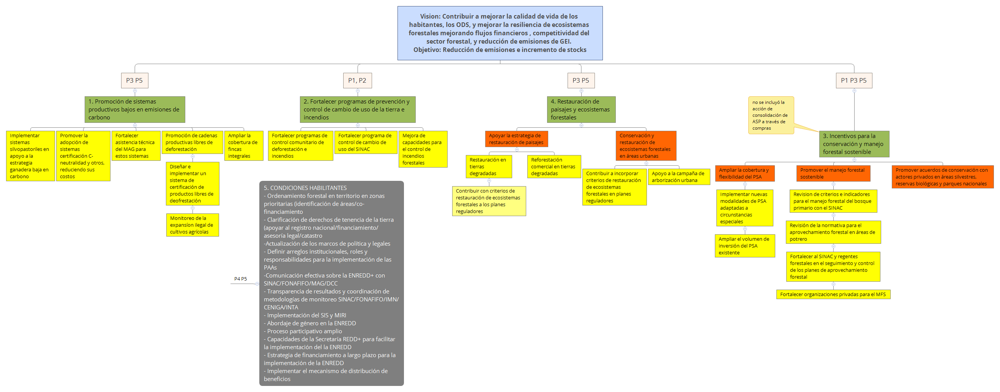 Vision: Contribuir a mejorar la calidad de vida de los
habitantes, los ODS, y mejorar la resiliencia de ecosistemas
forestales mejorando flujos financieros , competitividad del
sector forestal, y reducción de emisiones de GEI.
Objetivo: Reducción de emisiones e incremento de stocks
P3 P5
1. Promoción de sistemas
productivos bajos en emisiones de
carbono
Implementar
sistemas
silvopastoriles en
apoyo a la
estrategia
ganadera baja en
carbono
Promover la
adopción de
sistemas
certificación C-
neutralidad y otros,
reduciendo sus
costos
Fortalecer
asistencia técnica
del MAG para
estos sistemas
Promoción de cadenas
productivas libres de
deforestación
Diseñar e
implementar un
sistema de
certificación de
productos libres de
deofrestación
Monitoreo de la
expansíon ilegal de
cultivos agrícolas
Ampliar la
cobertura de
fincas
integrales
P1, P2
2. Fortalecer programas de prevención y
control de cambio de uso de la tierra e
incendios
Fortalecer programas de
control comunitario de
deforestación e
incendios
Fortalecer programa de
control de cambio de
uso del SINAC
Mejora de
capacidades para
el control de
incendios
forestales
P4 P5
5. CONDICIONES HABILITANTES
- Ordenamiento forestal en territorio en zonas
prioritarias (identificación de áreas/co-
financiamiento
- Clarificación de derechos de tenencia de la tierra
(apoyar al registro nacional/financiamiento/
asesoría legal/catastro
-Actualización de los marcos de política y legales
- Definir arreglos institucionales, roles y
responsabilidades para la implementación de las
PAAs
-Comunicación efectiva sobre la ENREDD+ con
SINAC/FONAFIFO/MAG/DCC
- Transparencia de resultados y coordinación de
metodologías de monitoreo SINAC/FONAFIFO/IMN/
CENIGA/INTA
- Implementación del SIS y MIRI
- Abordaje de género en la ENREDD
- Proceso participativo amplio
- Capacidades de la Secretaría REDD+ para facilitar
la implementación del la ENREDD
- Estrategia de financiamiento a largo plazo para la
implementación de la ENREDD
- Implementar el mecanismo de distribución de
beneficios
P3 P5
4. Restauración de
paisajes y ecosistemas
forestales
Apoyar la estrategia de
restauración de paisajes
Restauración en
tierras
degradadas
Contribuir con criterios de
restauración de ecosistemas
forestales a los planes
reguladores
Reforestación
comercial en tierras
degradadas
Conservación y
restauración de
ecosistemas forestales
en áreas urbanas
Contribuir a incorporar
criterios de restauración
de ecosistemas
forestales en planes
reguladores
Apoyo a la campaña de
arborización urbana
P1 P3 P5
no se incluyó la
acción de
consolidación de
ASP a través de
compras
3. Incentivos para la
conservación y manejo
forestal sostenible
Ampliar la cobertura y
flexibilidad del PSA
Implementar nuevas
modalidades de PSA
adaptadas a
circunstancias
especiales
Ampliar el volumen de
inversión del PSA
existente
Promover el manejo forestal
sostenible
Revision de criterios e indicadores
para el manejo forestal del bosque
primario con el SINAC
Revisión de la normativa para el
aprovechamiento forestal en áreas de
potrero
Fortalecer al SINAC y regentes
forestales en el seguimiento y control
de los planes de aprovechamiento
forestal
Fortalecer organizaciones privadas para el MFS
Promover acuerdos de conservación con
actores privados en áreas silvestres,
reservas biológicas y parques nacionales